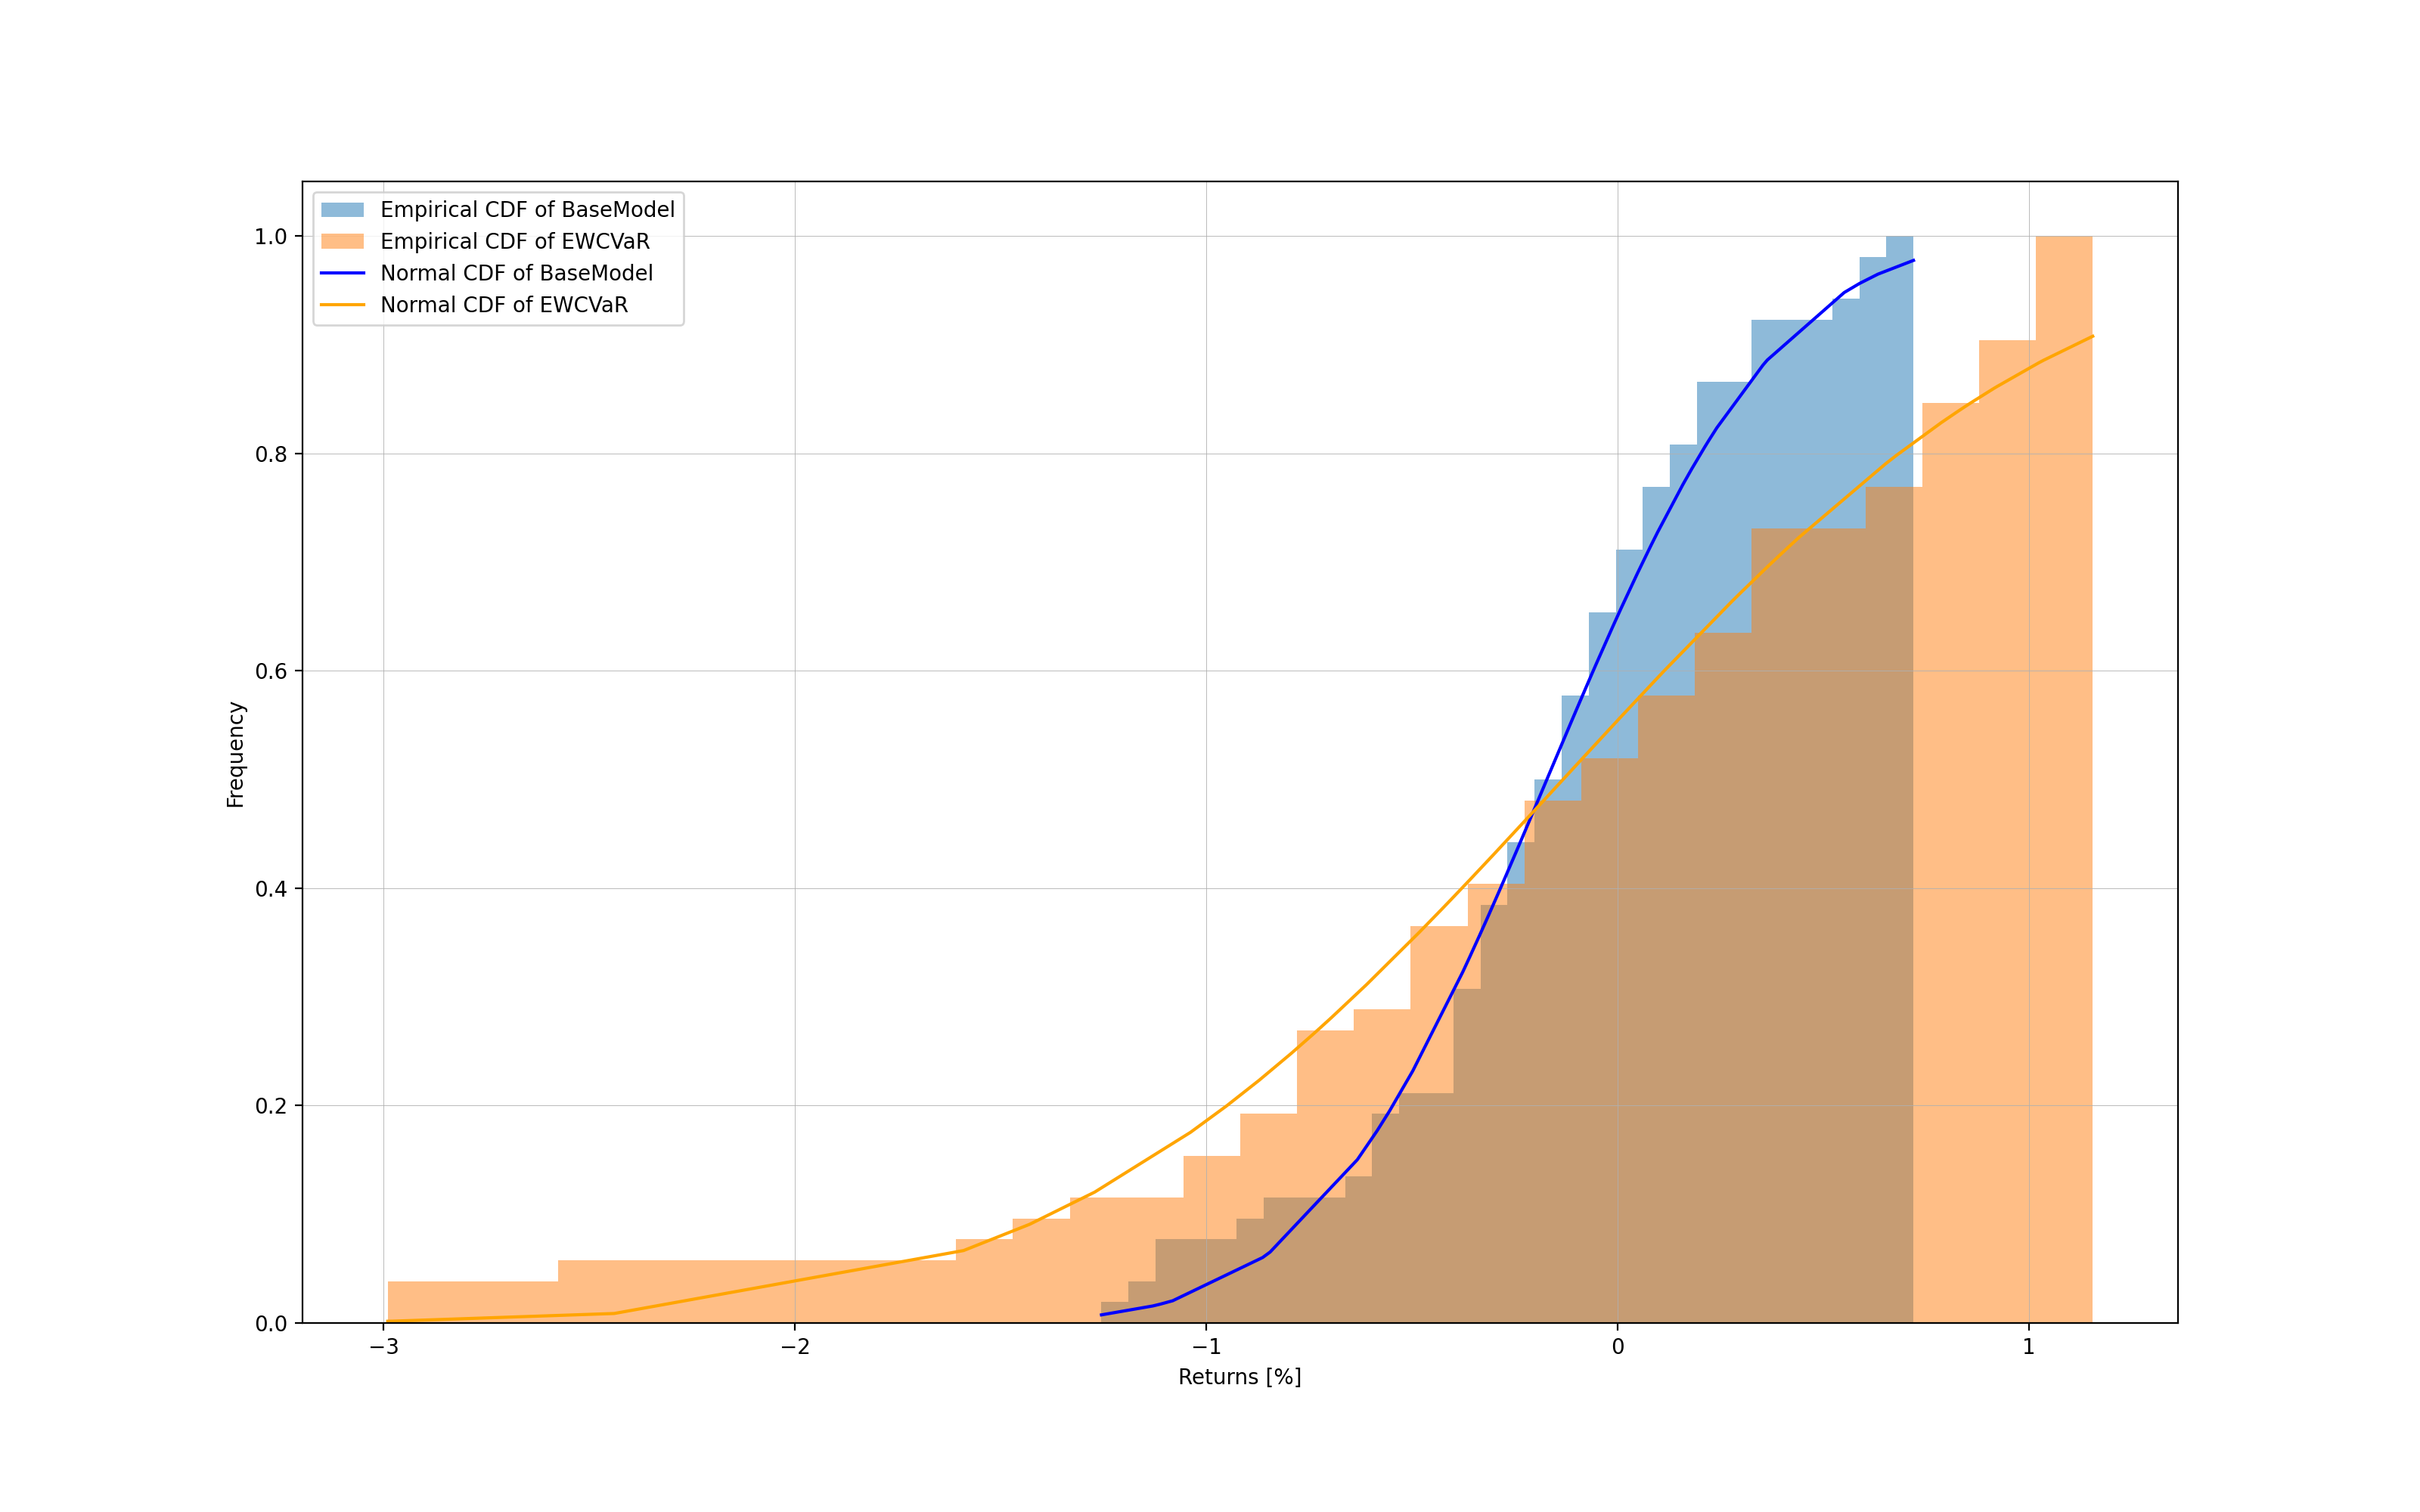 Empirical CDF of BaseModel
Empirical CDF of EWCVaR
Normal CDF of BaseModel
Normal CDF of EWCVaR
1.0
0.8
0.6
0.4
0.2
0.0
Frequency
−3 −2 −1 0 1
Returns [%]